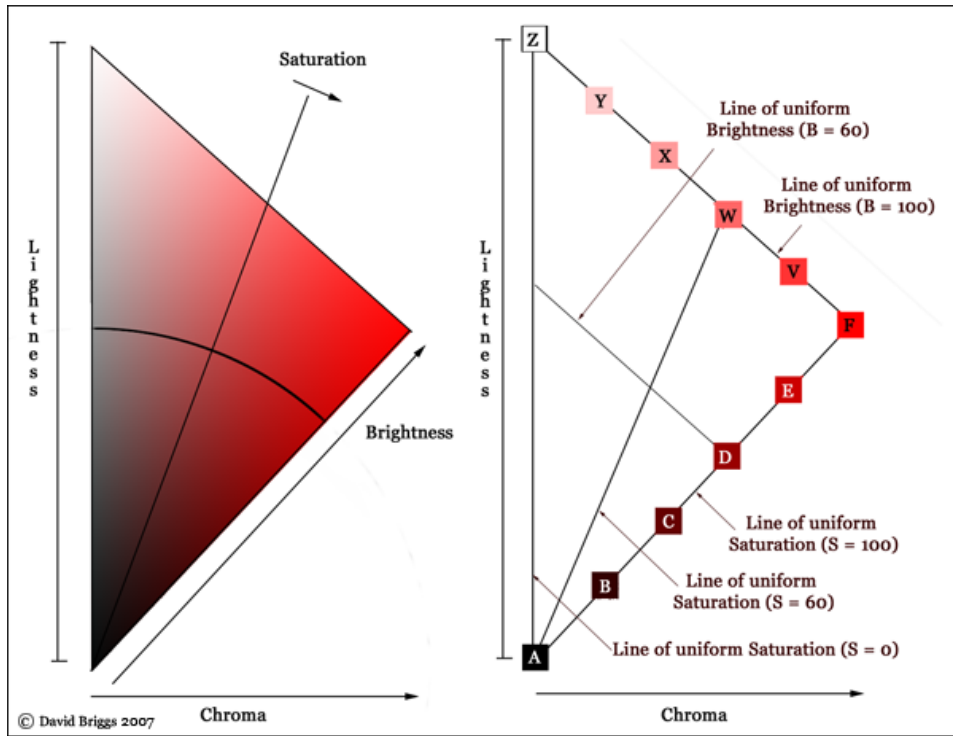 Saturation
Lightness
Brightness
Chroma
© David Briggs 2007
Z
Y
X
W
V
F
E
D
C
B
A
Line of uniform
Brightness (B = 60)
Line of uniform
Brightness (B = 100)
Lightness
Line of uniform
Saturation (S = 100)
Line of uniform
Saturation (S = 60)
Line of uniform Saturation (S = 0)
Chroma